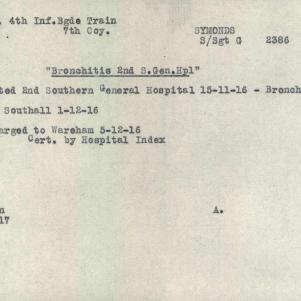 4th Inf.Bgde Train
7th Coy. SYMONDS
S/Sgt G 2386
"Bronchitis 2nd S.Gen.Hpl"
ted 2nd Southern General Hospital 15-11-16 - Bronch
Southall 1-12-16
arged to Wareham 5-12-16
Cert. by Hospital Index
n A.
17